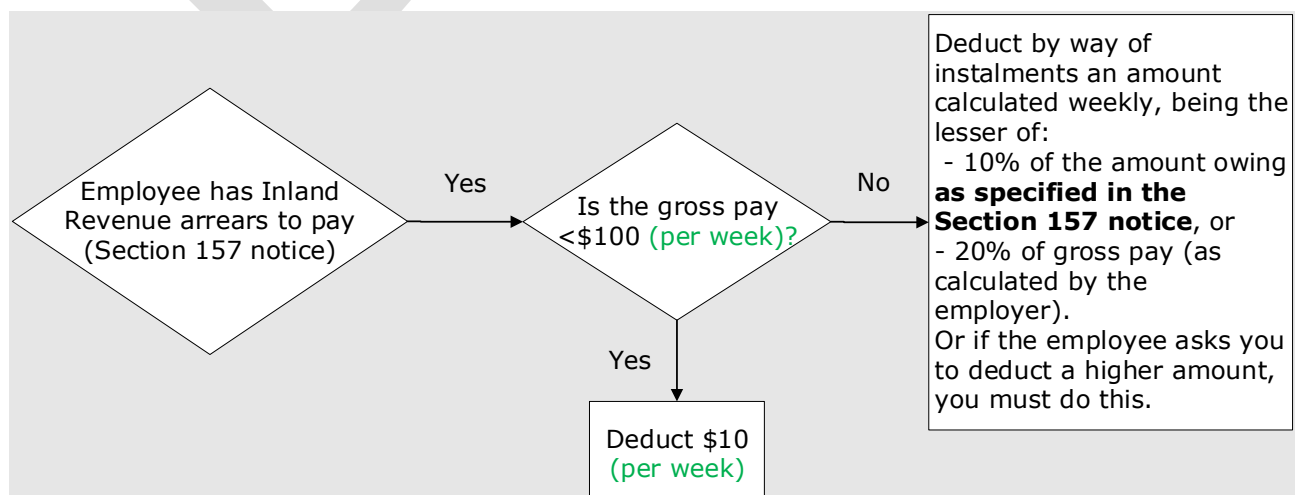 Employee has Inland
Revenue arrears to pay
(Section 157 notice)
Yes
Is the gross pay
<$100 (per week)?
No
Deduct by way of
instalments an amount
calculated weekly, being the
lesser of:
- 10% of the amount owing
as specified in the
Section 157 notice, or
- 20% of gross pay (as
calculated by the
employer).
Or if the employee asks you
to deduct a higher amount,
you must do this.
Yes
Deduct $10
(per week)